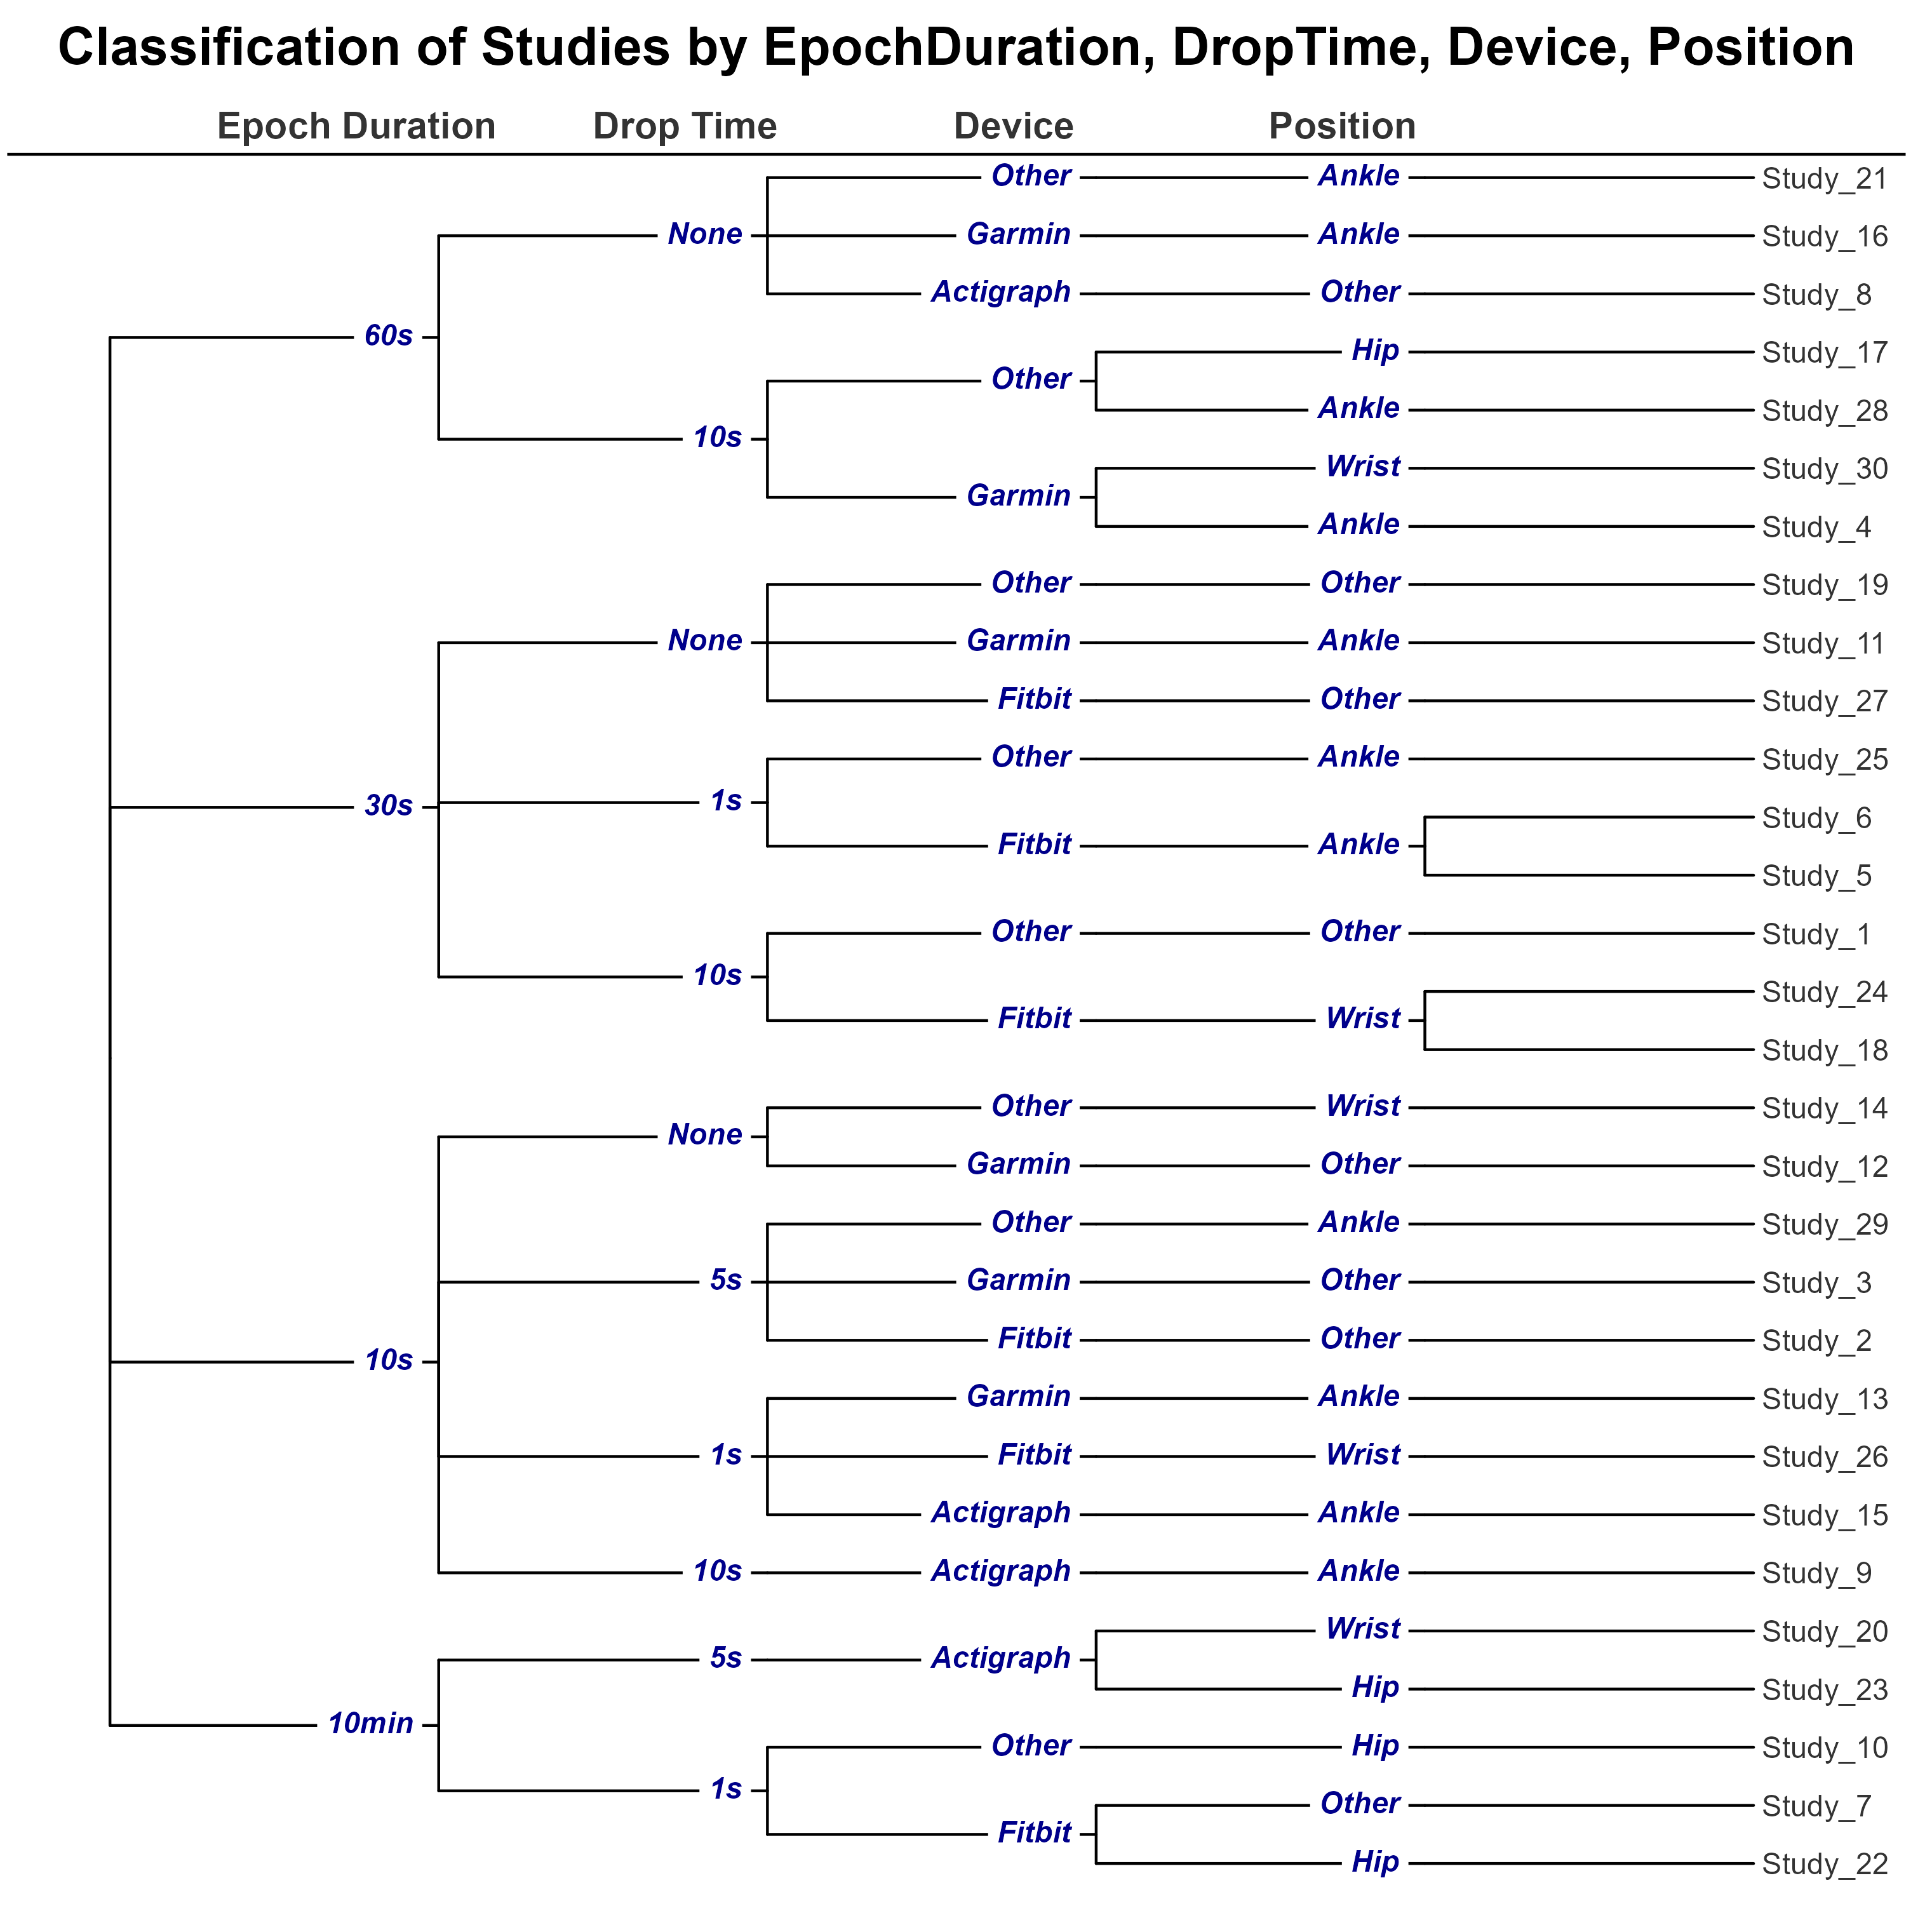 Classification of Studies by EpochDuration, DropTime, Device, Position
Epoch Duration Drop Time Device Position
Other Ankle Study_21
None Garmin Ankle Study_16
Actigraph Other Study_8
60s
Hip Study_17
Other
Ankle Study_28
10s
Wrist Study_30
Garmin
Ankle Study_4
Other Other Study_19
None Garmin Ankle Study_11
Fitbit Other Study_27
Other Ankle Study_25
30s 1s
Study_6
Fitbit Ankle
Study_5
Other Other Study_1
10s
Study_24
Fitbit Wrist
Study_18
Other Wrist Study_14
None
Garmin Other Study_12
Other Ankle Study_29
5s Garmin Other Study_3
Fitbit Other Study_2
10s
Garmin Ankle Study_13
1s Fitbit Wrist Study_26
Actigraph Ankle Study_15
10s Actigraph Ankle Study_9
Wrist Study_20
5s Actigraph
Hip Study_23
10min
Other Hip Study_10
1s
Other Study_7
Fitbit
Hip Study_22